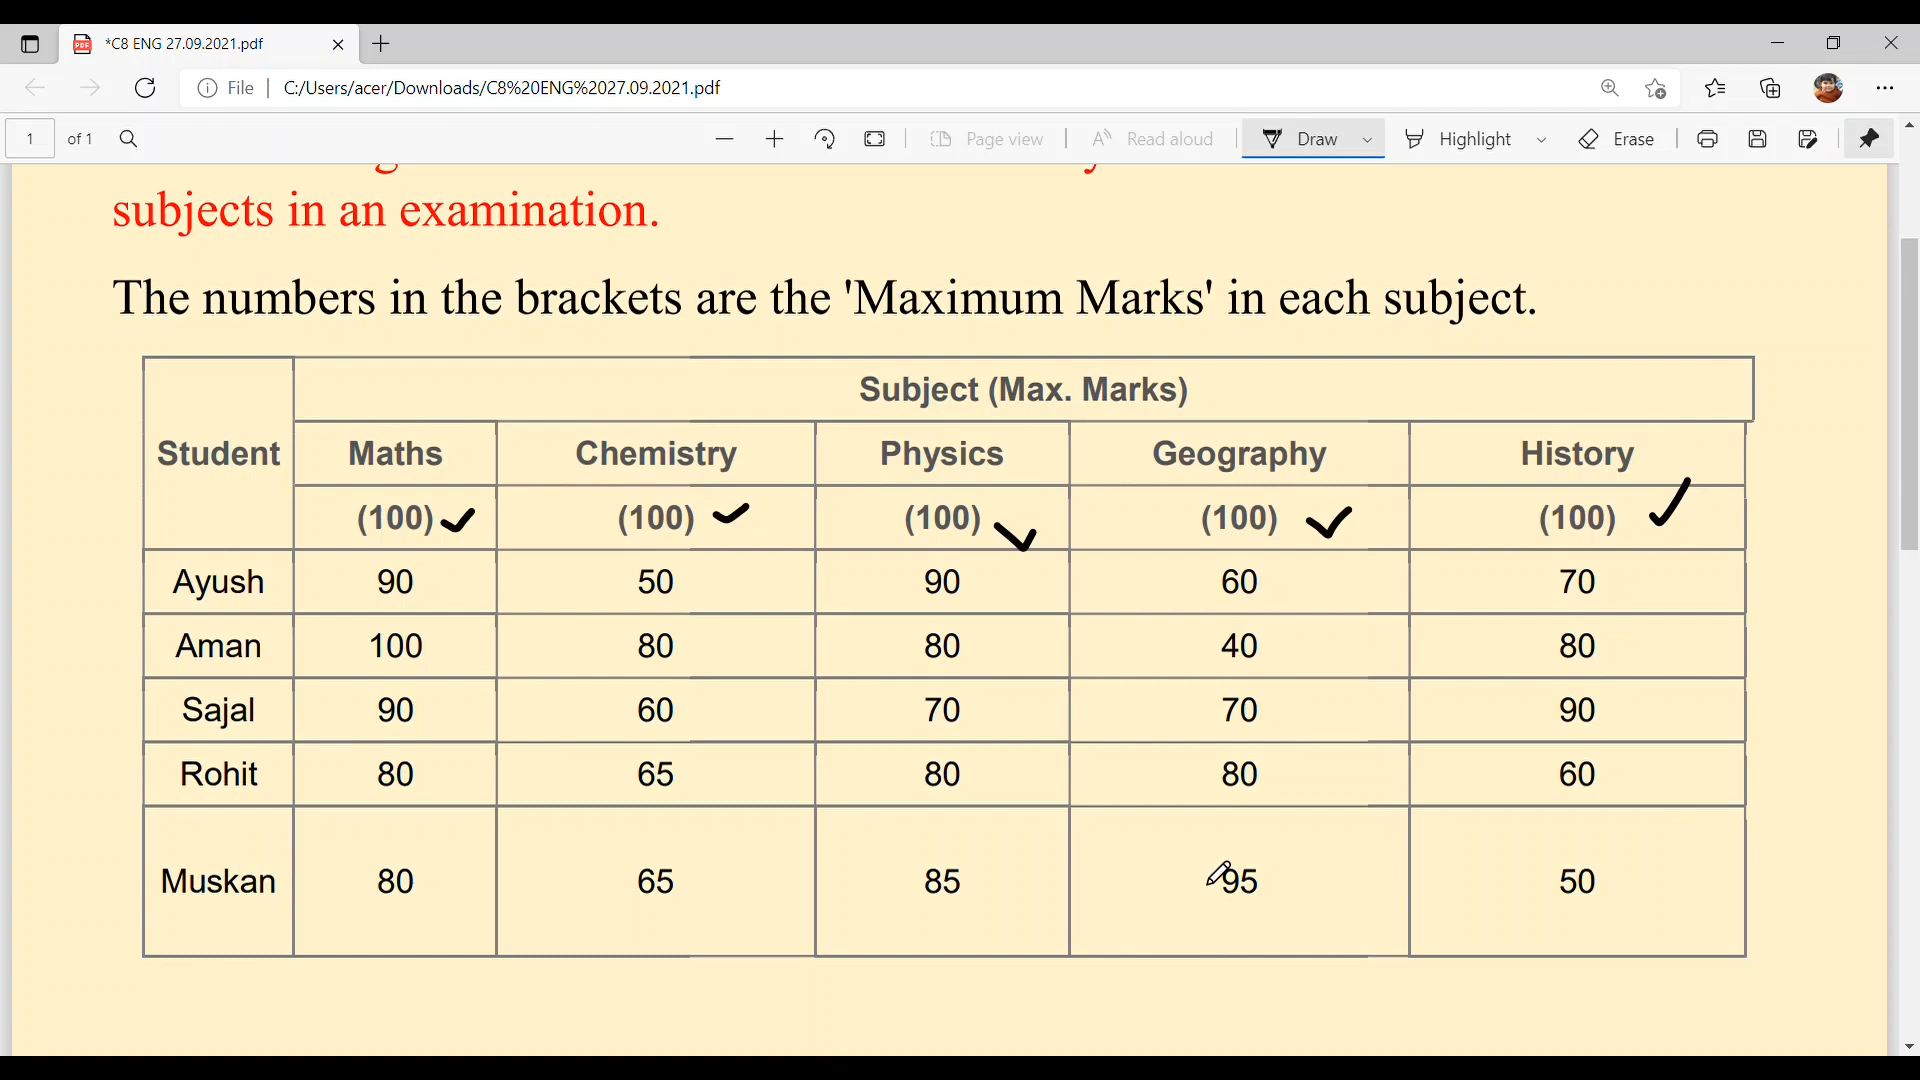 *C8 ENG 27.09.2021.pdf
File C:/Users/acer/Downloads/C8%20ENG%2027.09.2021.pdf
1 of 1 Page view Read aloud Draw Highlight Erase
subjects in an examination.
The numbers in the brackets are the 'Maximum Marks' in each subject.
Student Subject (Max. Marks)
Maths Chemistry Physics Geography History
(100) (100) (100) (100) (100)
Ayush 90 50 90 60 70
Aman 100 80 80 40 80
Sajal 90 60 70 70 90
Rohit 80 65 80 80 60
Muskan 80 65 85 95 50